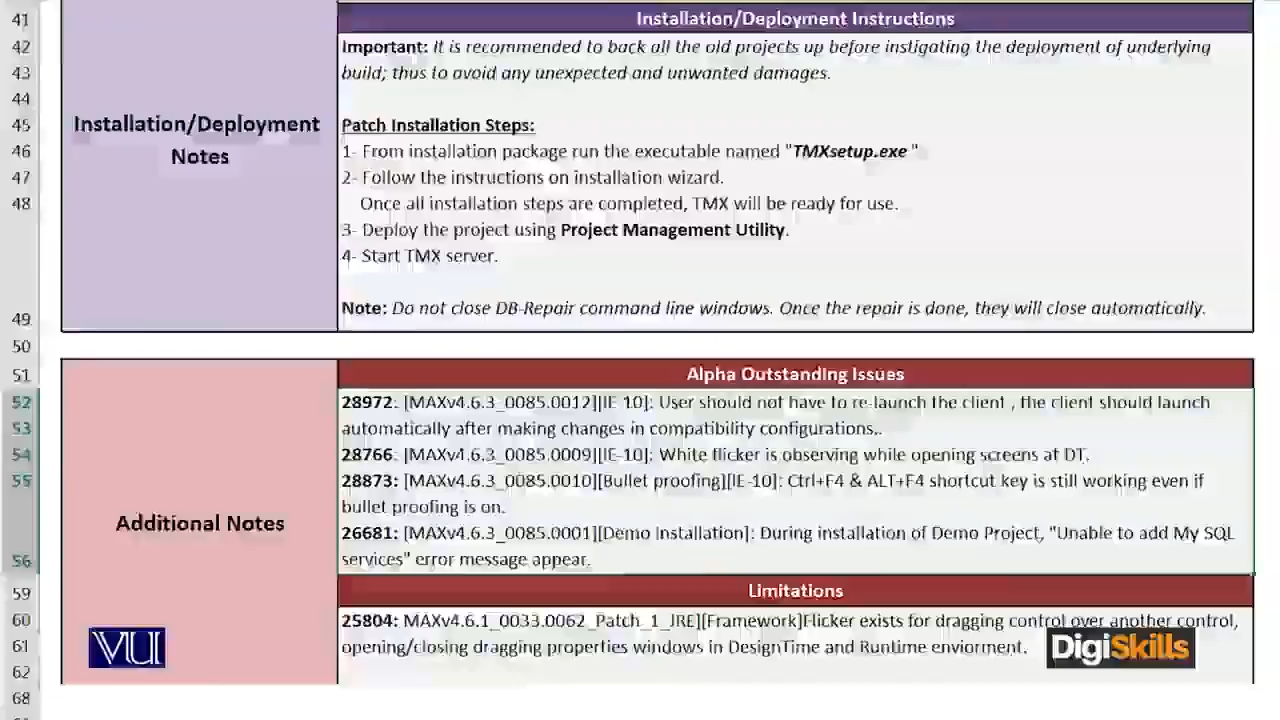 41
Installation/Deployment Instructions
42
Important: It is recommended to back all the old projects up before instigating the deployment of underlying
43
build; thus to avoid any unexpected and unwanted damages.
44
Installation/Deployment
Notes
45
Patch Installation Steps:
46
1- From installation package run the executable named "TMXsetup.exe "
47
2- Follow the instructions on installation wizard.
48
Once all installation steps are completed, TMX will be ready for use.
3- Deploy the project using Project Management Utility.
4- Start TMX server.
49
Note: Do not close DB-Repair command line windows. Once the repair is done, they will close automatically.
50
51
Alpha Outstanding Issues
52
28972: [MAXv4.6.3_0085.0012][IE 10]: User should not have to re-launch the client , the client should launch
53
automatically after making changes in compatibility configurations..
54
28766: [MAXv4.6.3_0085.0009][IE-10]: White flicker is observing while opening screens at DT.
55
28873: [MAXv4.6.3_0085.0010][Bullet proofing][IE-10]: Ctrl+F4 & ALT+F4 shortcut key is still working even if
bullet proofing is on.
Additional Notes
26681: [MAXv4.6.3_0085.0001][Demo Installation]: During installation of Demo Project, "Unable to add My SQL
56
services" error message appear.
59
Limitations
60
25804: MAXv4.6.1_0033.0062_Patch_1_JRE][Framework]Flicker exists for dragging control over another control,
61
opening/closing dragging properties windows in DesignTime and Runtime enviorment.
VU
DigiSkills
62
68